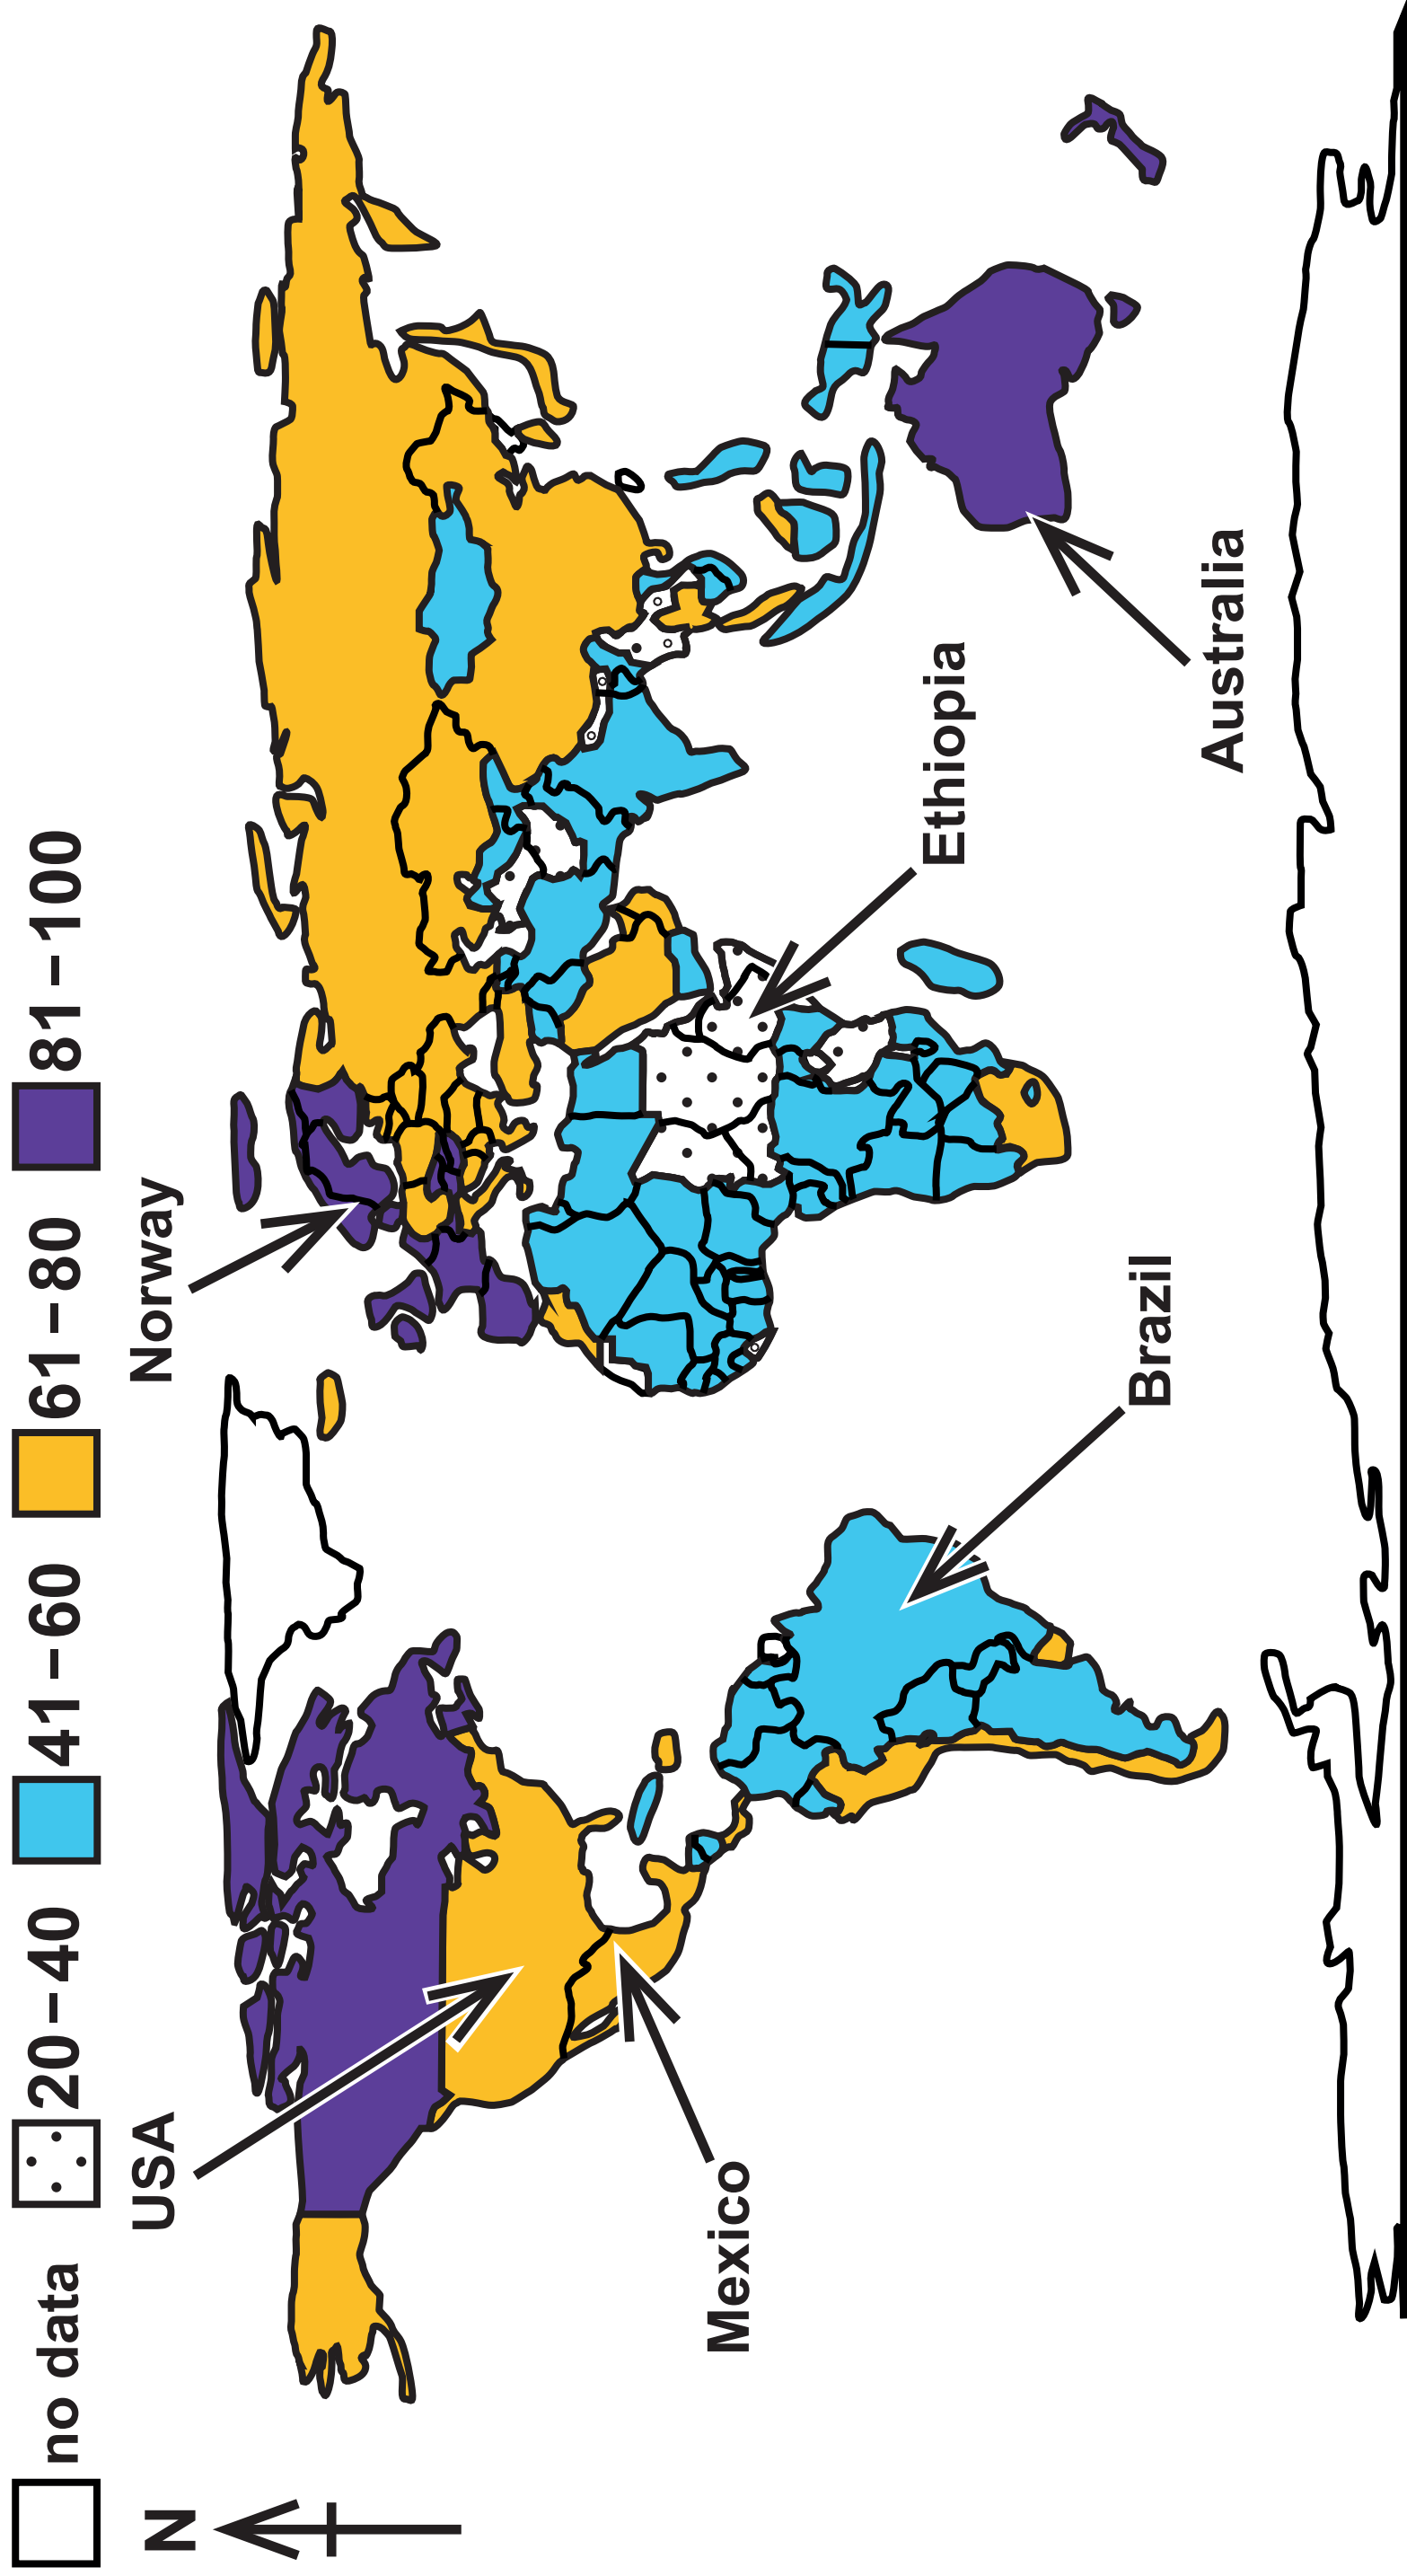 no data 20–40 41–60 61–80 81–100
N
USA
Norway
Mexico
Ethiopia
Brazil
Australia